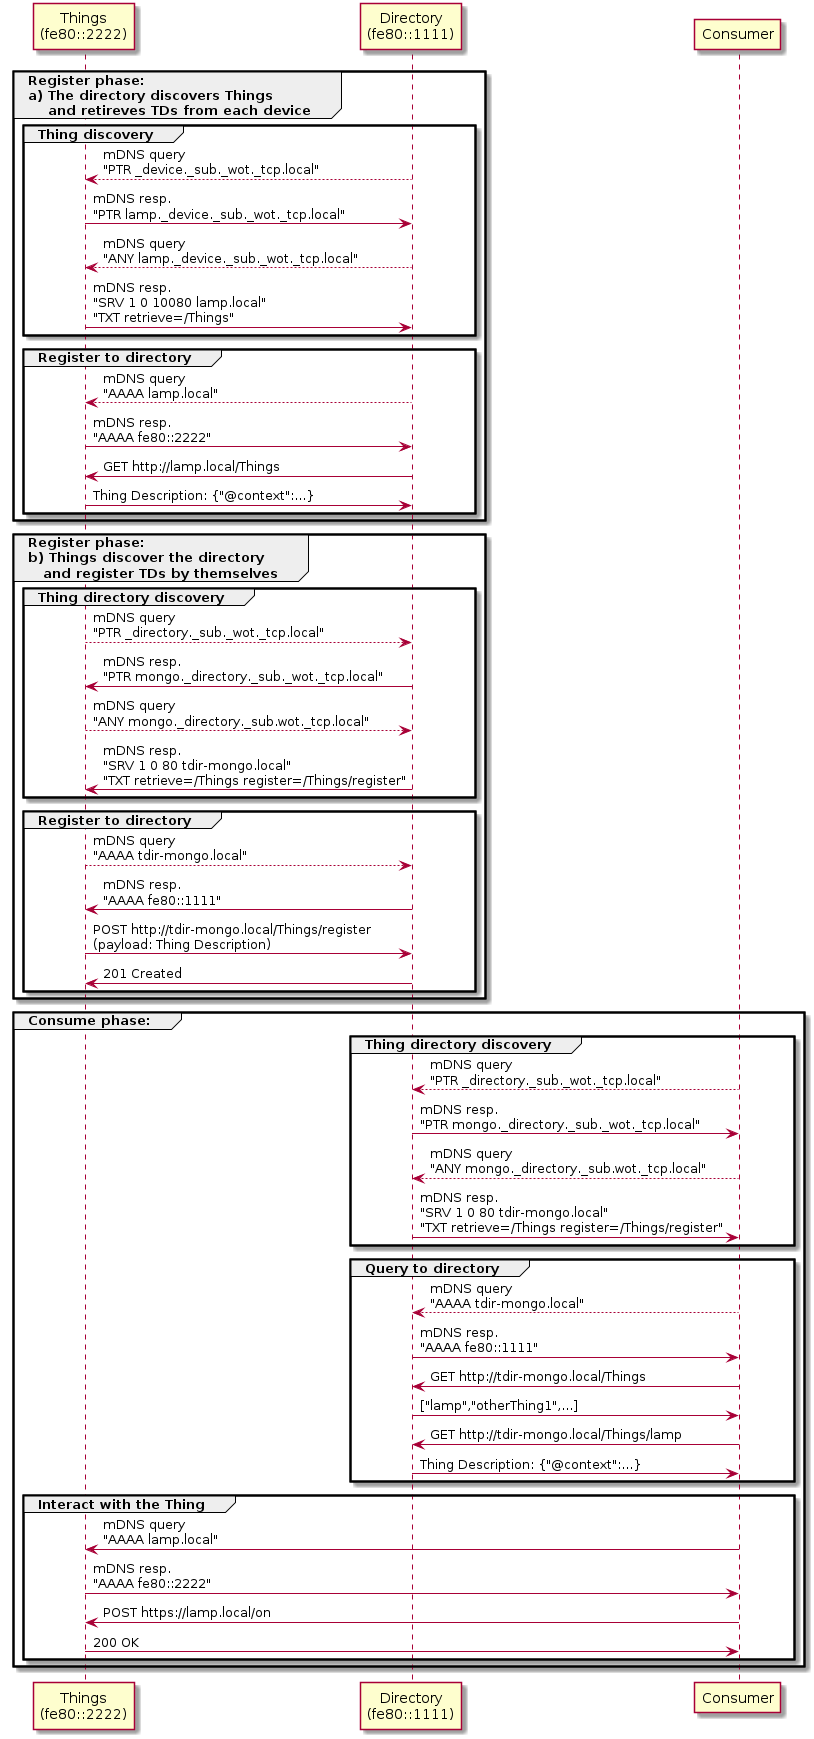 Things
(fe80::2222)
Directory
(fe80::1111)
Consumer
Register phase:
a) The directory discovers Things
and retireves TDs from each device
Thing discovery
mDNS query
"PTR _device._sub._wot._tcp.local"
mDNS resp.
"PTR lamp._device._sub._wot._tcp.local"
mDNS query
"ANY lamp._device._sub._wot._tcp.local"
mDNS resp.
"SRV 1 0 10080 lamp.local"
"TXT retrieve=/Things"
Register to directory
mDNS query
"AAAA lamp.local"
mDNS resp.
"AAAA fe80::2222"
GET http://lamp.local/Things
Thing Description: {"@context":...}
Register phase:
b) Things discover the directory
and register TDs by themselves
Thing directory discovery
mDNS query
"PTR _directory._sub._wot._tcp.local"
mDNS resp.
"PTR mongo._directory._sub._wot._tcp.local"
mDNS query
"ANY mongo._directory._sub.wot._tcp.local"
mDNS resp.
"SRV 1 0 80 tdir-mongo.local"
"TXT retrieve=/Things register=/Things/register"
Register to directory
mDNS query
"AAAA tdir-mongo.local"
mDNS resp.
"AAAA fe80::1111"
POST http://tdir-mongo.local/Things/register
(payload: Thing Description)
201 Created
Consume phase:
Thing directory discovery
mDNS query
"PTR _directory._sub._wot._tcp.local"
mDNS resp.
"PTR mongo._directory._sub._wot._tcp.local"
mDNS query
"ANY mongo._directory._sub.wot._tcp.local"
mDNS resp.
"SRV 1 0 80 tdir-mongo.local"
"TXT retrieve=/Things register=/Things/register"
Query to directory
mDNS query
"AAAA tdir-mongo.local"
mDNS resp.
"AAAA fe80::1111"
GET http://tdir-mongo.local/Things
["lamp","otherThing1",...]
GET http://tdir-mongo.local/Things/lamp
Thing Description: {"@context":...}
Interact with the Thing
mDNS query
"AAAA lamp.local"
mDNS resp.
"AAAA fe80::2222"
POST https://lamp.local/on
200 OK
Things
(fe80::2222)
Directory
(fe80::1111)
Consumer